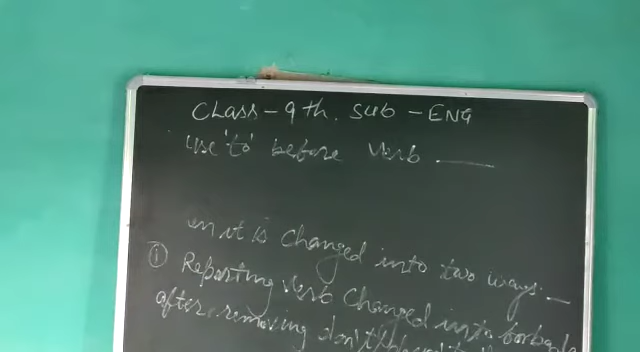 Class - 9th. Sub - ENG
use 'to' before verb
in it is changed into two ways. -
① Reporting verb changed into forbade
after removing don't